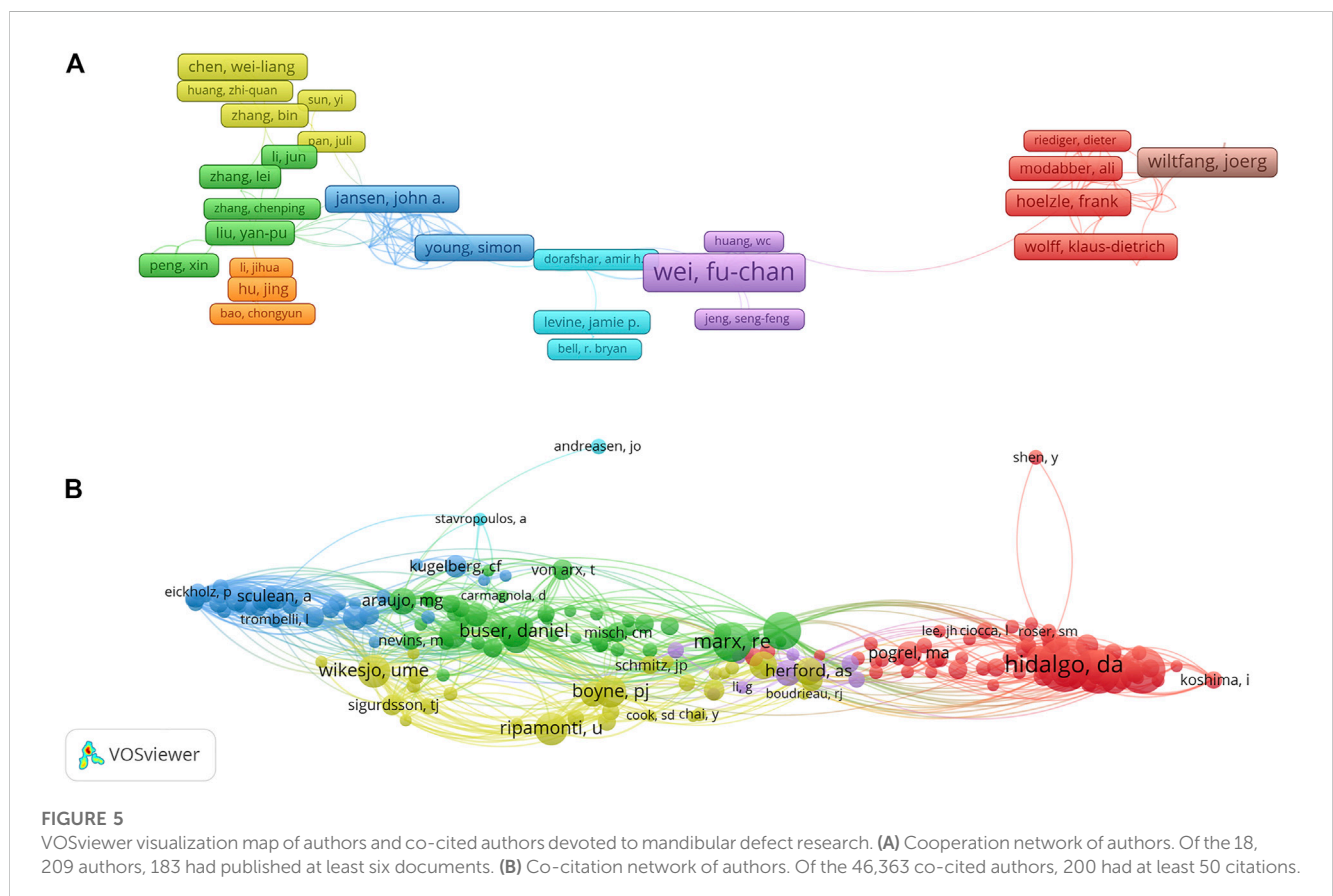 A
chen, wei-liang
huang, zhi-quan
sun, yi
zhang, bin
pan, juli
li, jun
zhang, lei
jansen, john a.
zhang, chenping
liu, yan-pu
young, simon
peng, xin
li, jihua
hu, jing
bao, chongyun
dorafshar, amir h.
huang, wc
wei, fu-chan
levine, jamie p.
jeng, seng-feng
bell, r. bryan
riediger, dieter
wiltfang, joerg
modabber, ali
hoelzle, frank
wolff, klaus-dietrich
B
andreasen, jo
shen, y
stavropoulos, a
kugelberg, cf
von arx, t
eickholz, p
sculean, a
araujo, mg
carmagnola, d
trombelli, l
buser, daniel
misch, cm
nevins, m
marx, re
lee, jh
ciocca, l
roser, sm
pogrel, ma
schmitz, jp
hidalgo, da
wikesjo, ume
herford, as
koshima, i
li, g
boyne, pj
boudrieau, rj
sigurdsson, tj
cook, sd
chai, y
ripamonti, u
VOSviewer
FIGURE 5
VOSviewer visualization map of authors and co-cited authors devoted to mandibular defect research. (A) Cooperation network of authors. Of the 18,
209 authors, 183 had published at least six documents. (B) Co-citation network of authors. Of the 46,363 co-cited authors, 200 had at least 50 citations.